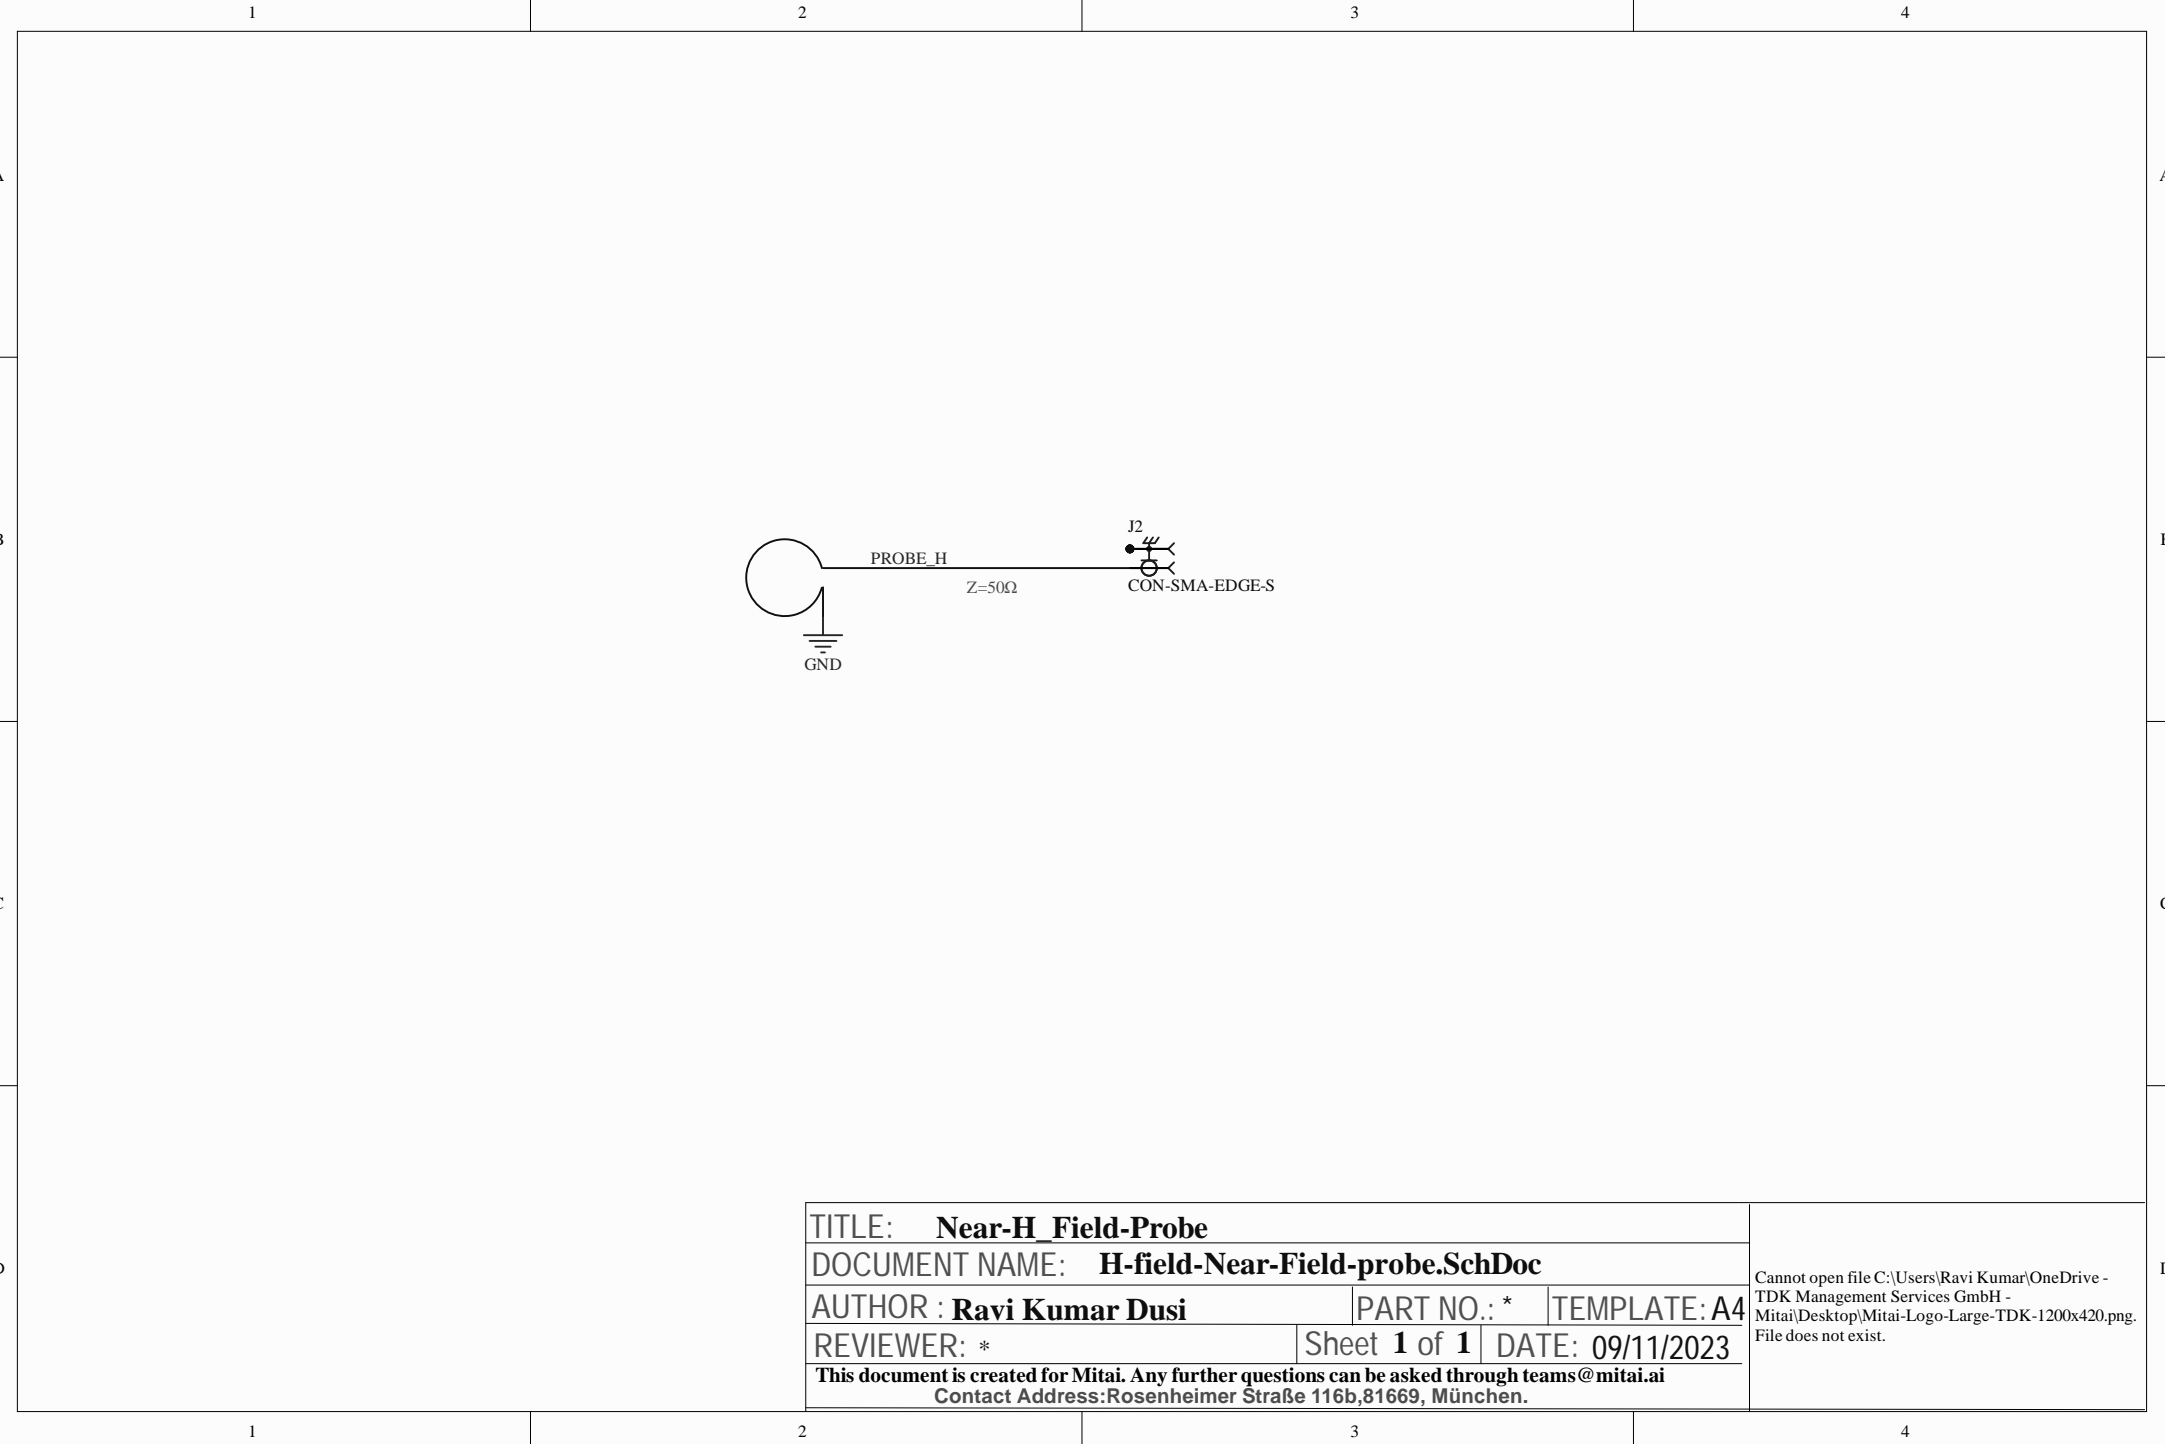 1 2 3 4
A A
J2
B
PROBE_H
Z=50Ω
CON-SMA-EDGE-S
GND
TITLE: Near-H_Field-Probe
DOCUMENT NAME: H-field-Near-Field-probe.SchDoc
AUTHOR : Ravi Kumar Dusi PART NO.: * TEMPLATE: A4
REVIEWER: * Sheet 1 of 1 DATE: 09/11/2023
This document is created for Mitai. Any further questions can be asked through teams@mitai.ai
Contact Address:Rosenheimer Straße 116b,81669, München.
Cannot open file C:\Users\Ravi Kumar\OneDrive -
TDK Management Services GmbH -
Mitai\Desktop\Mitai-Logo-Large-TDK-1200x420.png.
File does not exist.
1 2 3 4